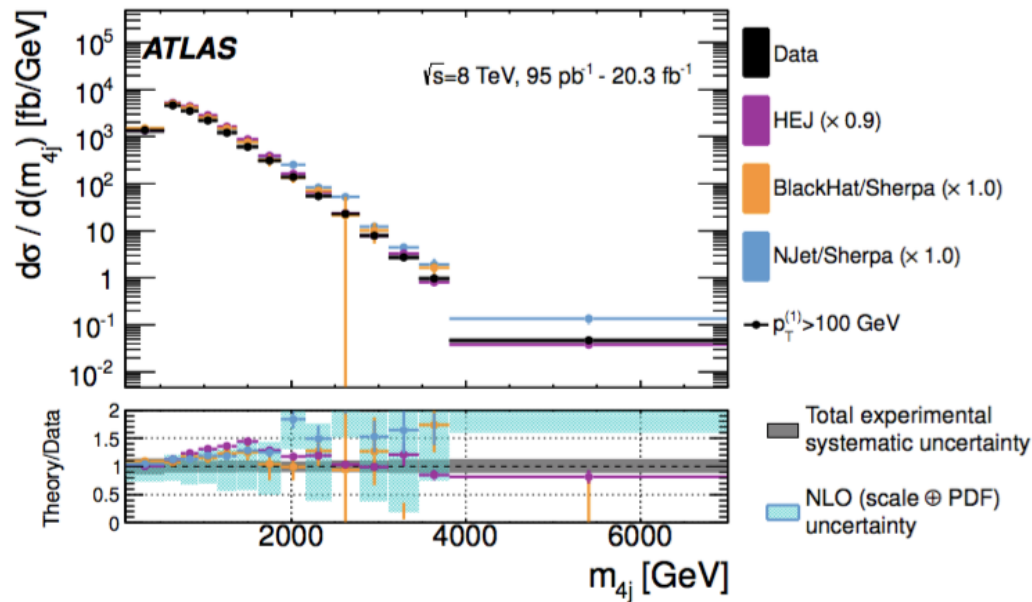 ATLAS
√s=8 TeV, 95 pb⁻¹ - 20.3 fb⁻¹
dσ / d(m₄ⱼ) [fb/GeV]
10⁵
10⁴
10³
10²
10
1
10⁻¹
10⁻²
Data
HEJ (× 0.9)
BlackHat/Sherpa (× 1.0)
NJet/Sherpa (× 1.0)
p_T^(1)>100 GeV
Theory/Data
2
1.5
1
0.5
0
2000
4000
6000
m₄ⱼ [GeV]
Total experimental
systematic uncertainty
NLO (scale ⊕ PDF)
uncertainty